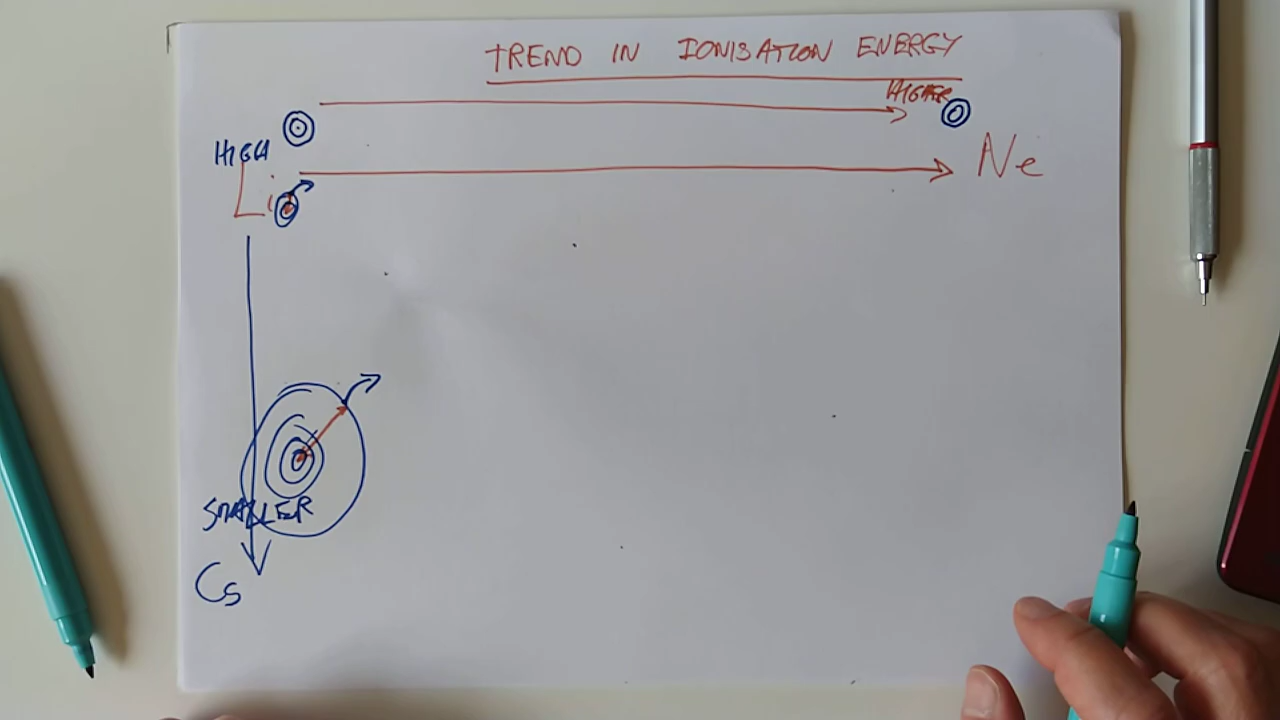 TREND IN IONISATION ENERGY
HIGHER
HIGH
Ne
Li
SMALLER
Cs